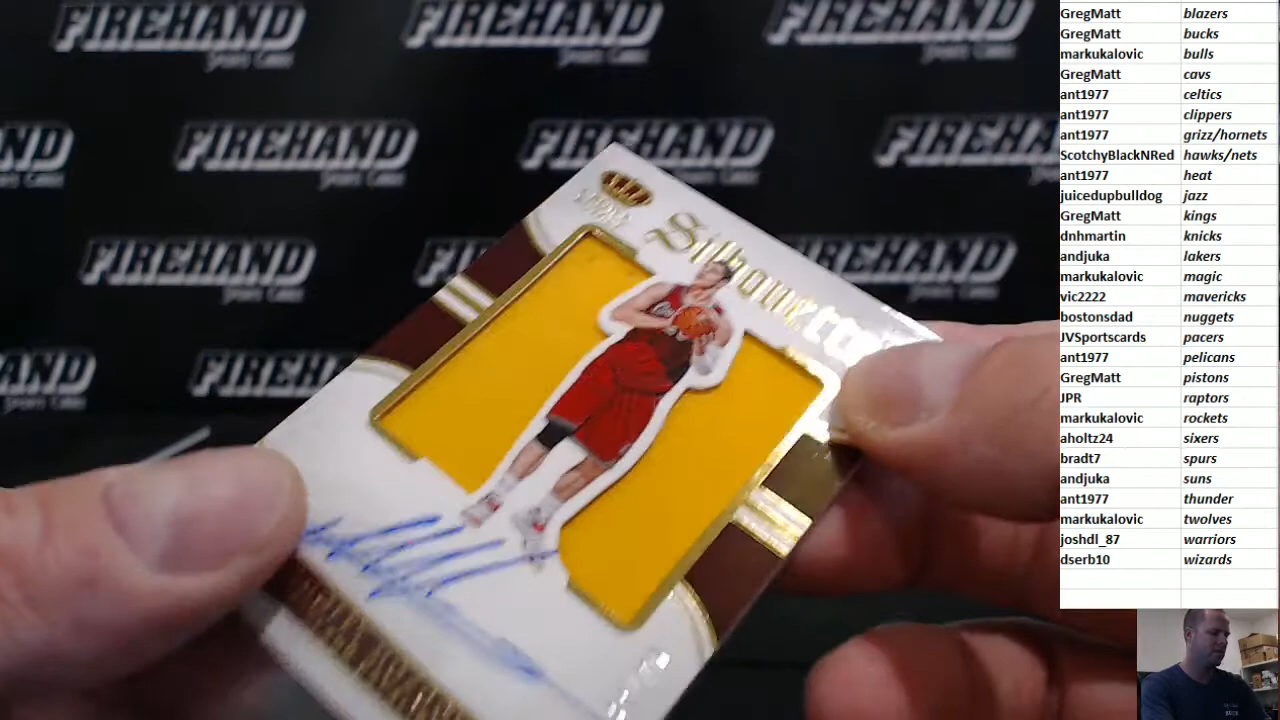 FIREHAND
SPORTS CARDS
FIREHAND
FIREHAND
FIREHAND
FIREHAND
FIREHAND
FIREHAND
FIREHAND
Silhouettes
GregMatt blazers
GregMatt bucks
markukalovic bulls
GregMatt cavs
ant1977 celtics
ant1977 clippers
ant1977 grizz/hornets
ScotchyBlackNRed hawks/nets
ant1977 heat
juicedupbulldog jazz
GregMatt kings
dnhmartin knicks
andjuka lakers
markukalovic magic
vic2222 mavericks
bostonsdad nuggets
JVSportscards pacers
ant1977 pelicans
GregMatt pistons
JPR raptors
markukalovic rockets
aholtz24 sixers
bradt7 spurs
andjuka suns
ant1977 thunder
markukalovic twolves
joshdl_87 warriors
dserb10 wizards